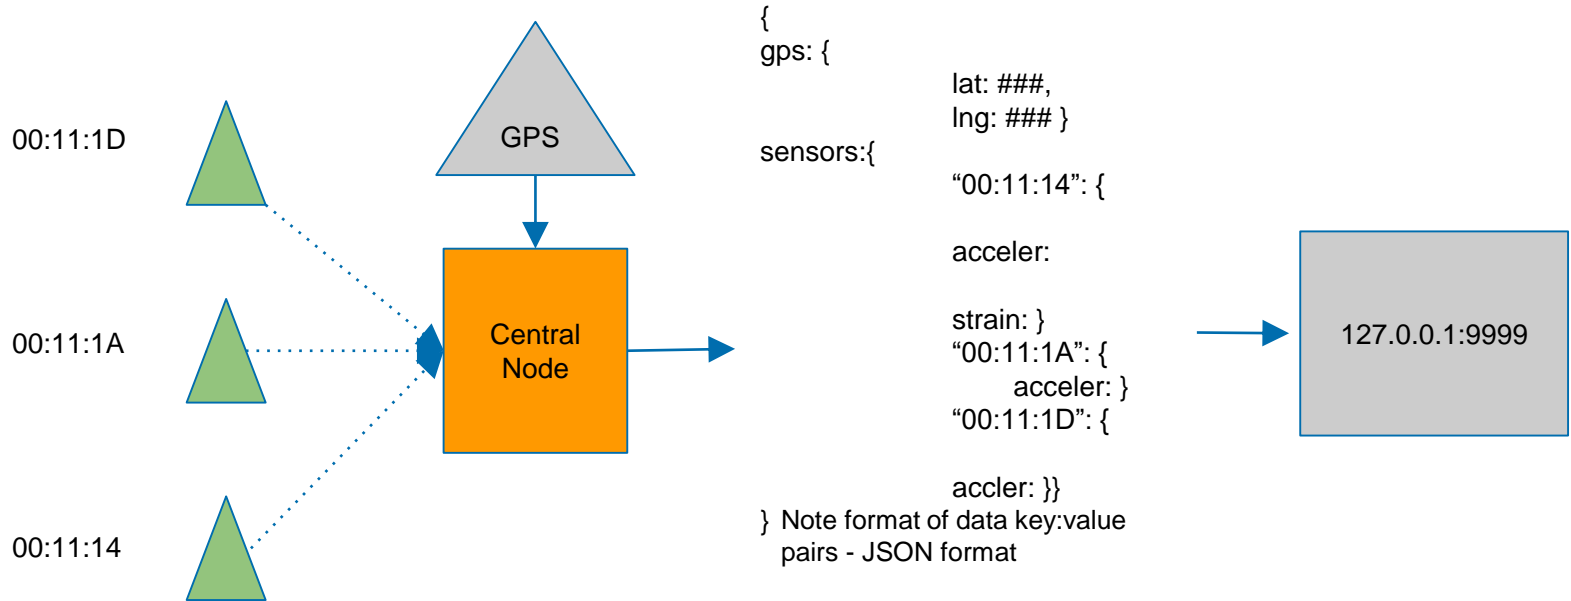 00:11:1D
00:11:1A
00:11:14
GPS
Central
Node
{
gps: {
lat: ###,
lng: ### }
sensors:{
“00:11:14”: {
acceler:
strain: }
“00:11:1A”: {
acceler: }
“00:11:1D”: {
accler: }}
} Note format of data key:value
pairs - JSON format
127.0.0.1:9999